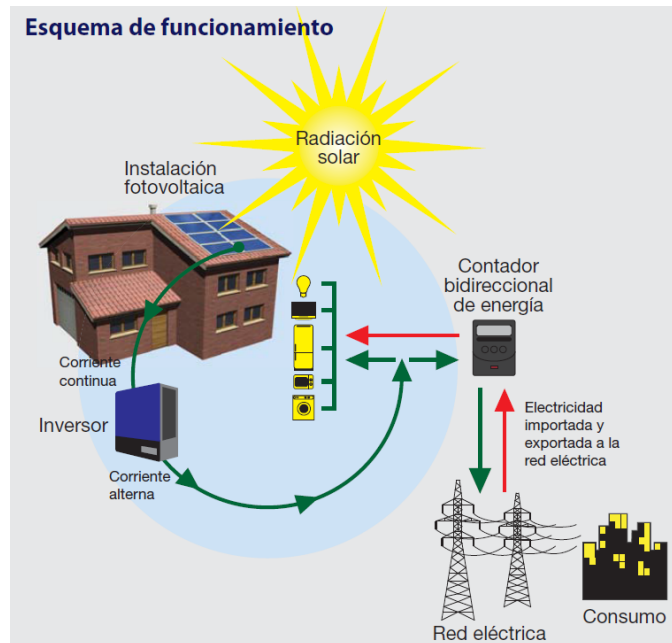 Esquema de funcionamiento
Radiación
solar
Instalación
fotovoltaica
Contador
bidireccional
de energía
Corriente
continua
Inversor
Corriente
alterna
Electricidad
importada y
exportada a la
red eléctrica
Red eléctrica
Consumo